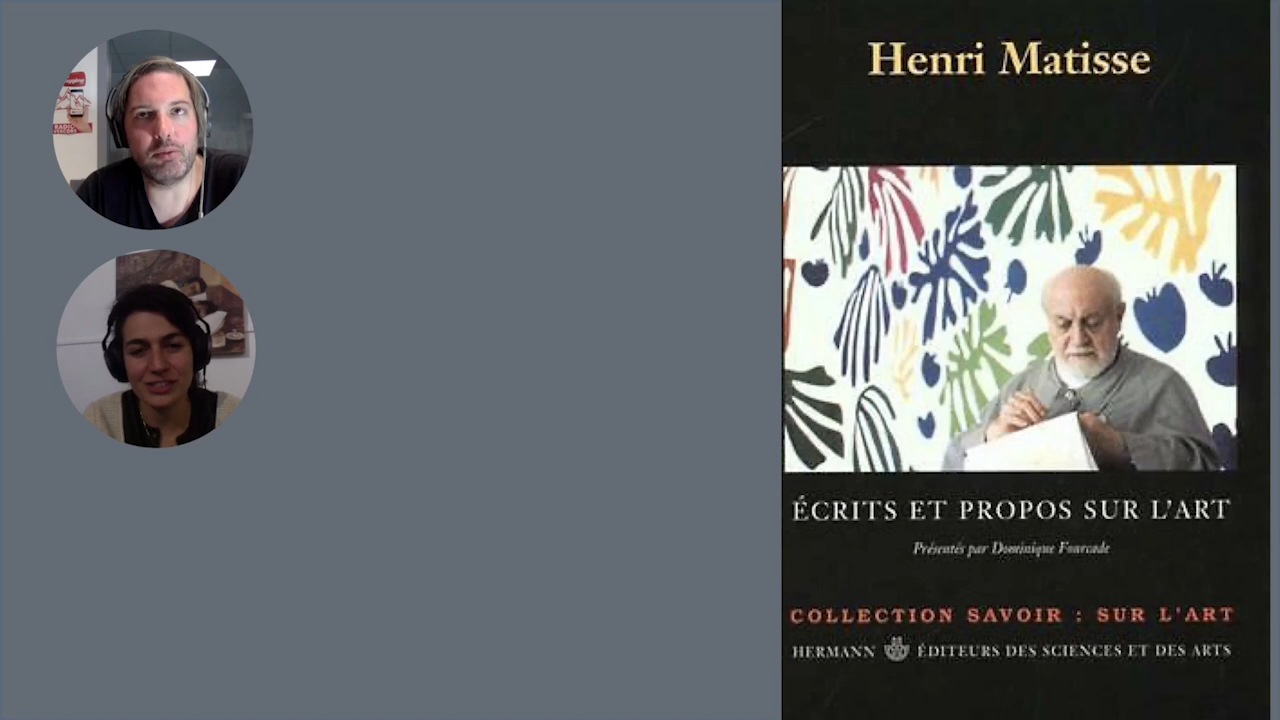 Henri Matisse
ÉCRITS ET PROPOS SUR L'ART
Présentés par Dominique Fourcade
COLLECTION SAVOIR : SUR L'ART
HERMANN ÉDITEURS DES SCIENCES ET DES ARTS